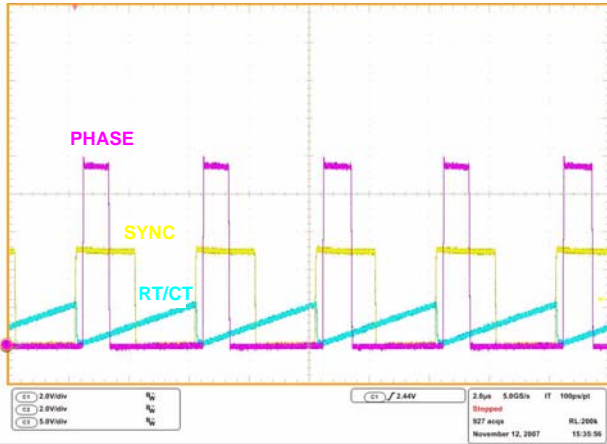 PHASE
SYNC
RT/CT
C1 2.0V/div
C2 2.0V/div
C3 5.0V/div
C1 2.44V
2.0µs 5.0GS/s IT 100ps/pt
Stopped
927 acqs RL:200k
November 12, 2007 15:35:56